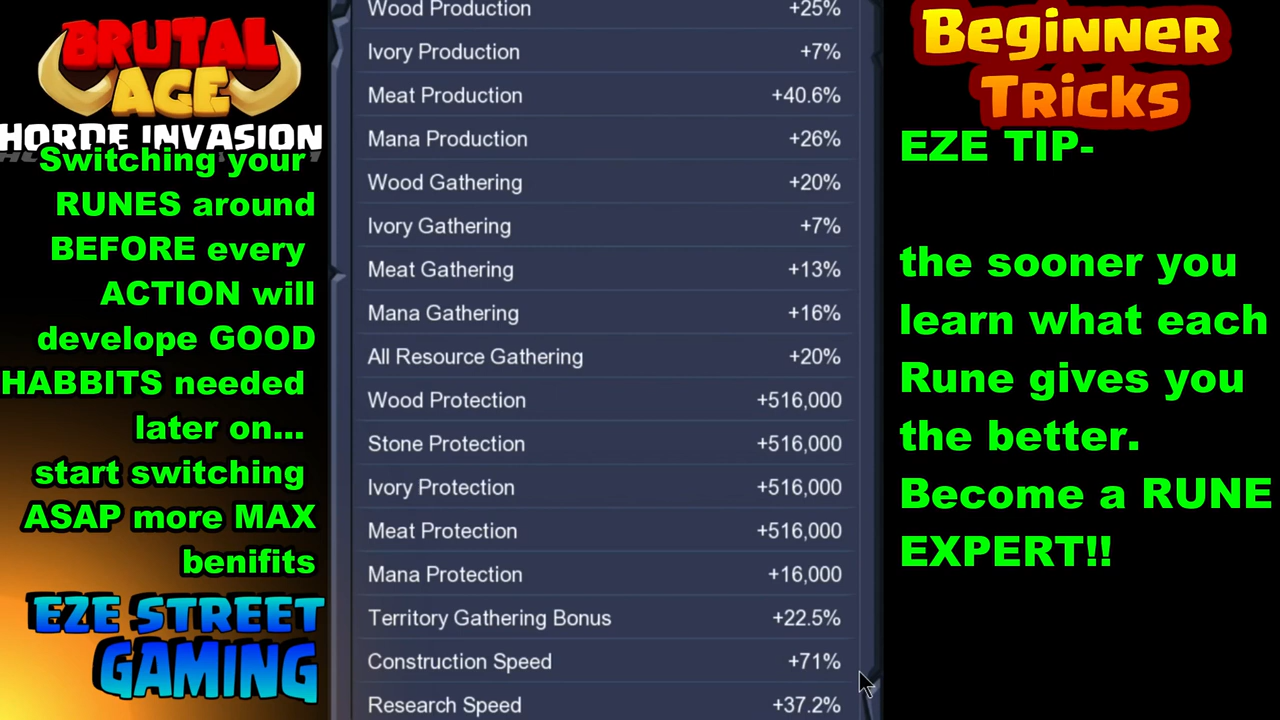 BRUTAL
AGE
HORDE INVASION
Switching your
RUNES around
BEFORE every
ACTION will
develope GOOD
HABBITS needed
later on...
start switching
ASAP more MAX
benifits
EZE STREET
GAMING
Wood Production +25%
Ivory Production +7%
Meat Production +40.6%
Mana Production +26%
Wood Gathering +20%
Ivory Gathering +7%
Meat Gathering +13%
Mana Gathering +16%
All Resource Gathering +20%
Wood Protection +516,000
Stone Protection +516,000
Ivory Protection +516,000
Meat Protection +516,000
Mana Protection +16,000
Territory Gathering Bonus +22.5%
Construction Speed +71%
Research Speed +37.2%
Beginner
Tricks
EZE TIP-
the sooner you
learn what each
Rune gives you
the better.
Become a RUNE
EXPERT!!